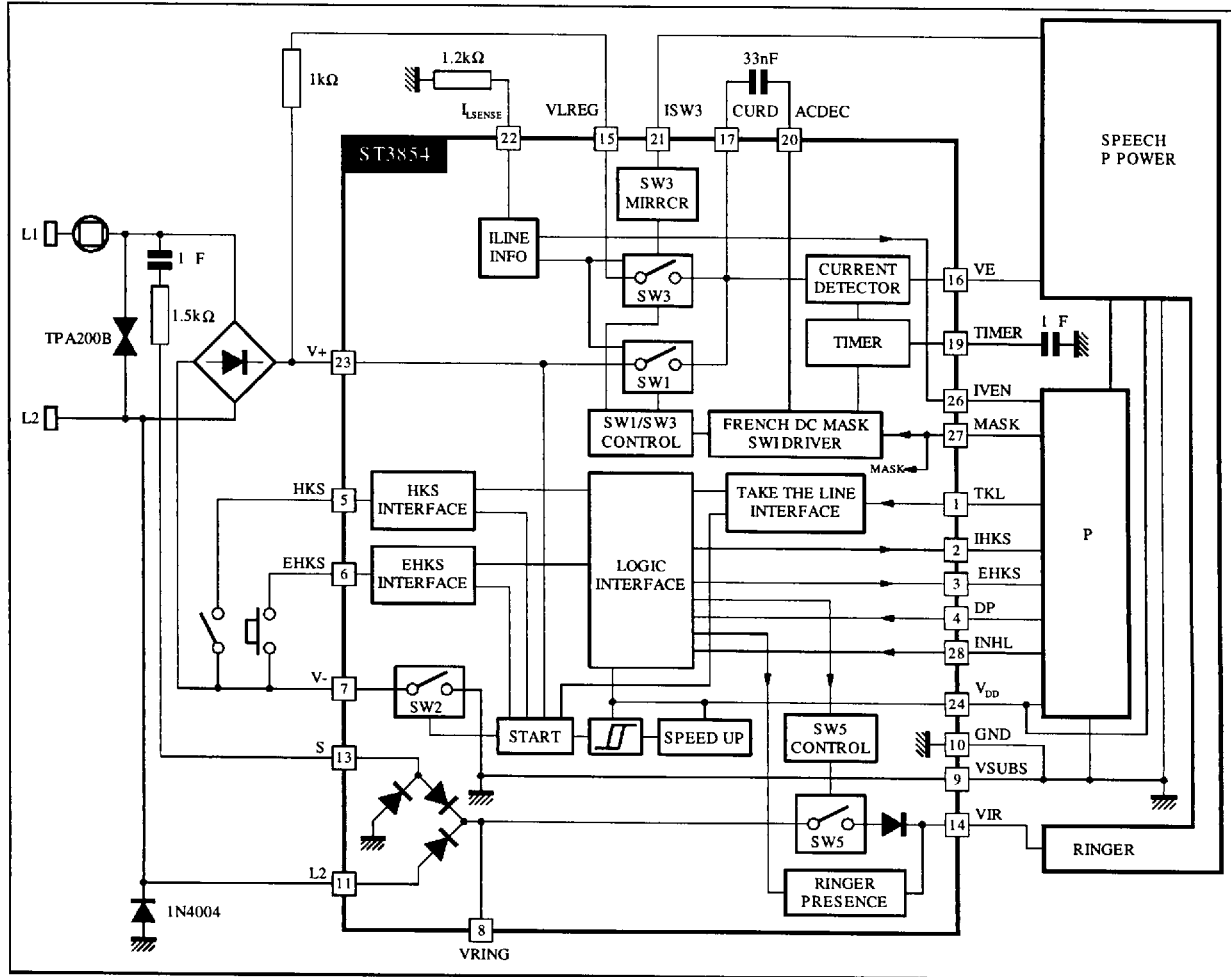 1.2kΩ
33nF
1kΩ
I_LSENSE
VLREG
ISW3
CURD
ACDEC
22
15
21
17
20
SPEECH
P POWER
ST3854
SW3
MIRRCR
L1
1 F
ILINE
INFO
SW3
CURRENT
DETECTOR
16
VE
1.5kΩ
TPA200B
TIMER
19
TIMER
1 F
V+
23
SW1
26
IVEN
L2
SW1/SW3
CONTROL
FRENCH DC MASK
SWIDRIVER
27
MASK
MASK
HKS
5
HKS
INTERFACE
TAKE THE LINE
INTERFACE
1
TKL
P
LOGIC
INTERFACE
2
IHKS
EHKS
6
EHKS
INTERFACE
3
EHKS
4
DP
28
INHL
V-
7
SW2
24
V_DD
START
SPEED UP
SW5
CONTROL
10
GND
S
13
9
VSUBS
SW5
14
VIR
RINGER
L2
11
RINGER
PRESENCE
1N4004
8
VRING